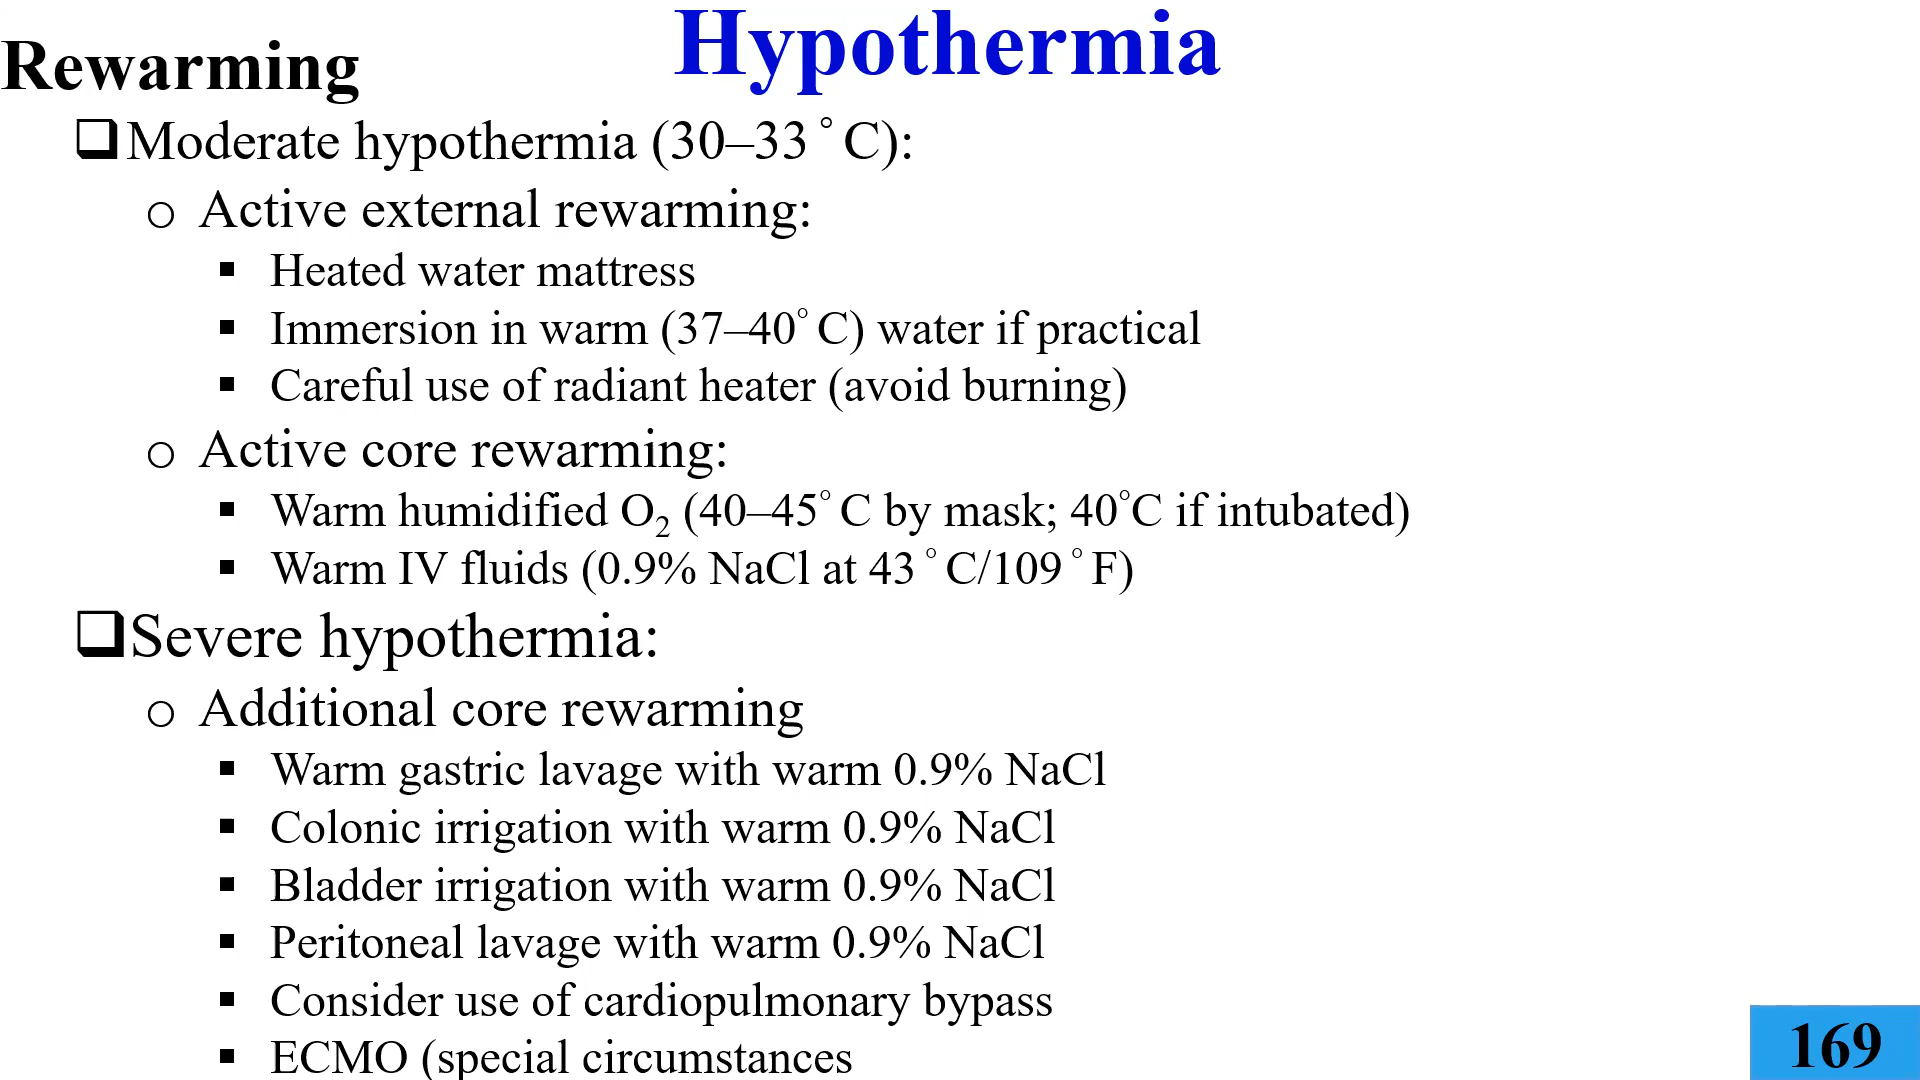 Hypothermia
Rewarming
❑Moderate hypothermia (30–33°C):
o Active external rewarming:
▪ Heated water mattress
▪ Immersion in warm (37–40°C) water if practical
▪ Careful use of radiant heater (avoid burning)
o Active core rewarming:
▪ Warm humidified O₂ (40–45°C by mask; 40°C if intubated)
▪ Warm IV fluids (0.9% NaCl at 43°C/109°F)
❑Severe hypothermia:
o Additional core rewarming
▪ Warm gastric lavage with warm 0.9% NaCl
▪ Colonic irrigation with warm 0.9% NaCl
▪ Bladder irrigation with warm 0.9% NaCl
▪ Peritoneal lavage with warm 0.9% NaCl
▪ Consider use of cardiopulmonary bypass
▪ ECMO (special circumstances
169